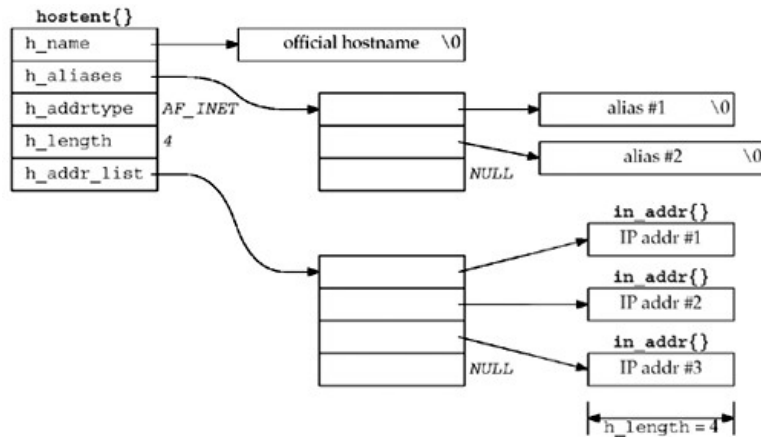 hostent{}
h_name
official hostname \0
h_aliases
h_addrtype AF_INET
alias #1 \0
h_length 4
alias #2 \0
h_addr_list
NULL
in_addr{}
IP addr #1
in_addr{}
IP addr #2
in_addr{}
IP addr #3
NULL
h_length = 4